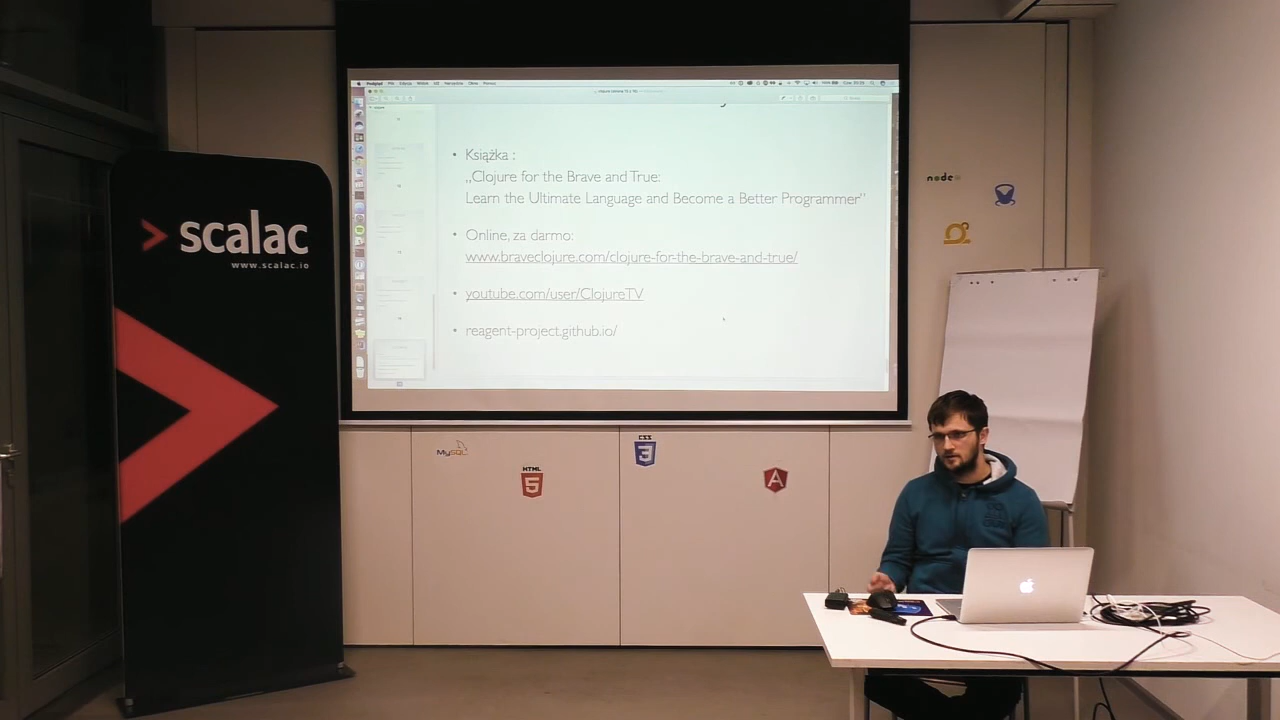 scalac
www.scalac.io
• Książka :
„Clojure for the Brave and True:
Learn the Ultimate Language and Become a Better Programmer"
• Online, za darmo:
www.braveclojure.com/clojure-for-the-brave-and-true/
• youtube.com/user/ClojureTV
• reagent-project.github.io/
node
MySQL
HTML
5
CSS
3
A